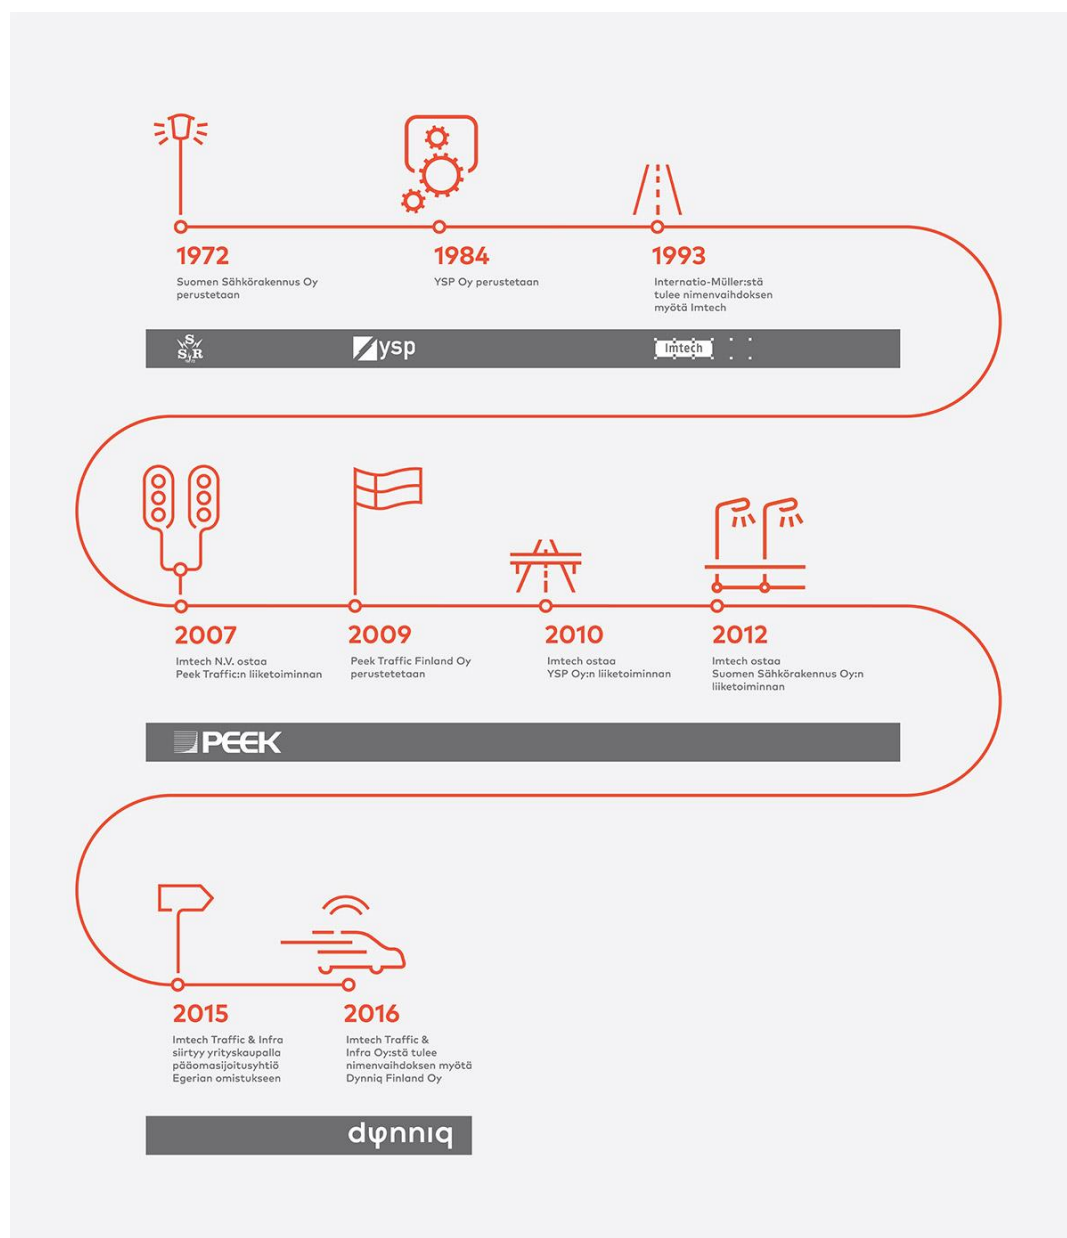 1972
Suomen Sähkörakennus Oy
perustetaan
1984
YSP Oy perustetaan
1993
Internatio-Müller:stä
tulee nimenvaihdoksen
myötä Imtech
S
S R
ysp
Imtech
2007
Imtech N.V. ostaa
Peek Traffic:n liiketoiminnan
2009
Peek Traffic Finland Oy
perustetetaan
2010
Imtech ostaa
YSP Oy:n liiketoiminnan
2012
Imtech ostaa
Suomen Sähkörakennus Oy:n
liiketoiminnan
PEEK
2015
Imtech Traffic & Infra
siirtyy yrityskaupalla
pääomasijoitusyhtiö
Egerian omistukseen
2016
Imtech Traffic &
Infra Oy:stä tulee
nimenvaihdoksen myötä
Dynniq Finland Oy
dynniq